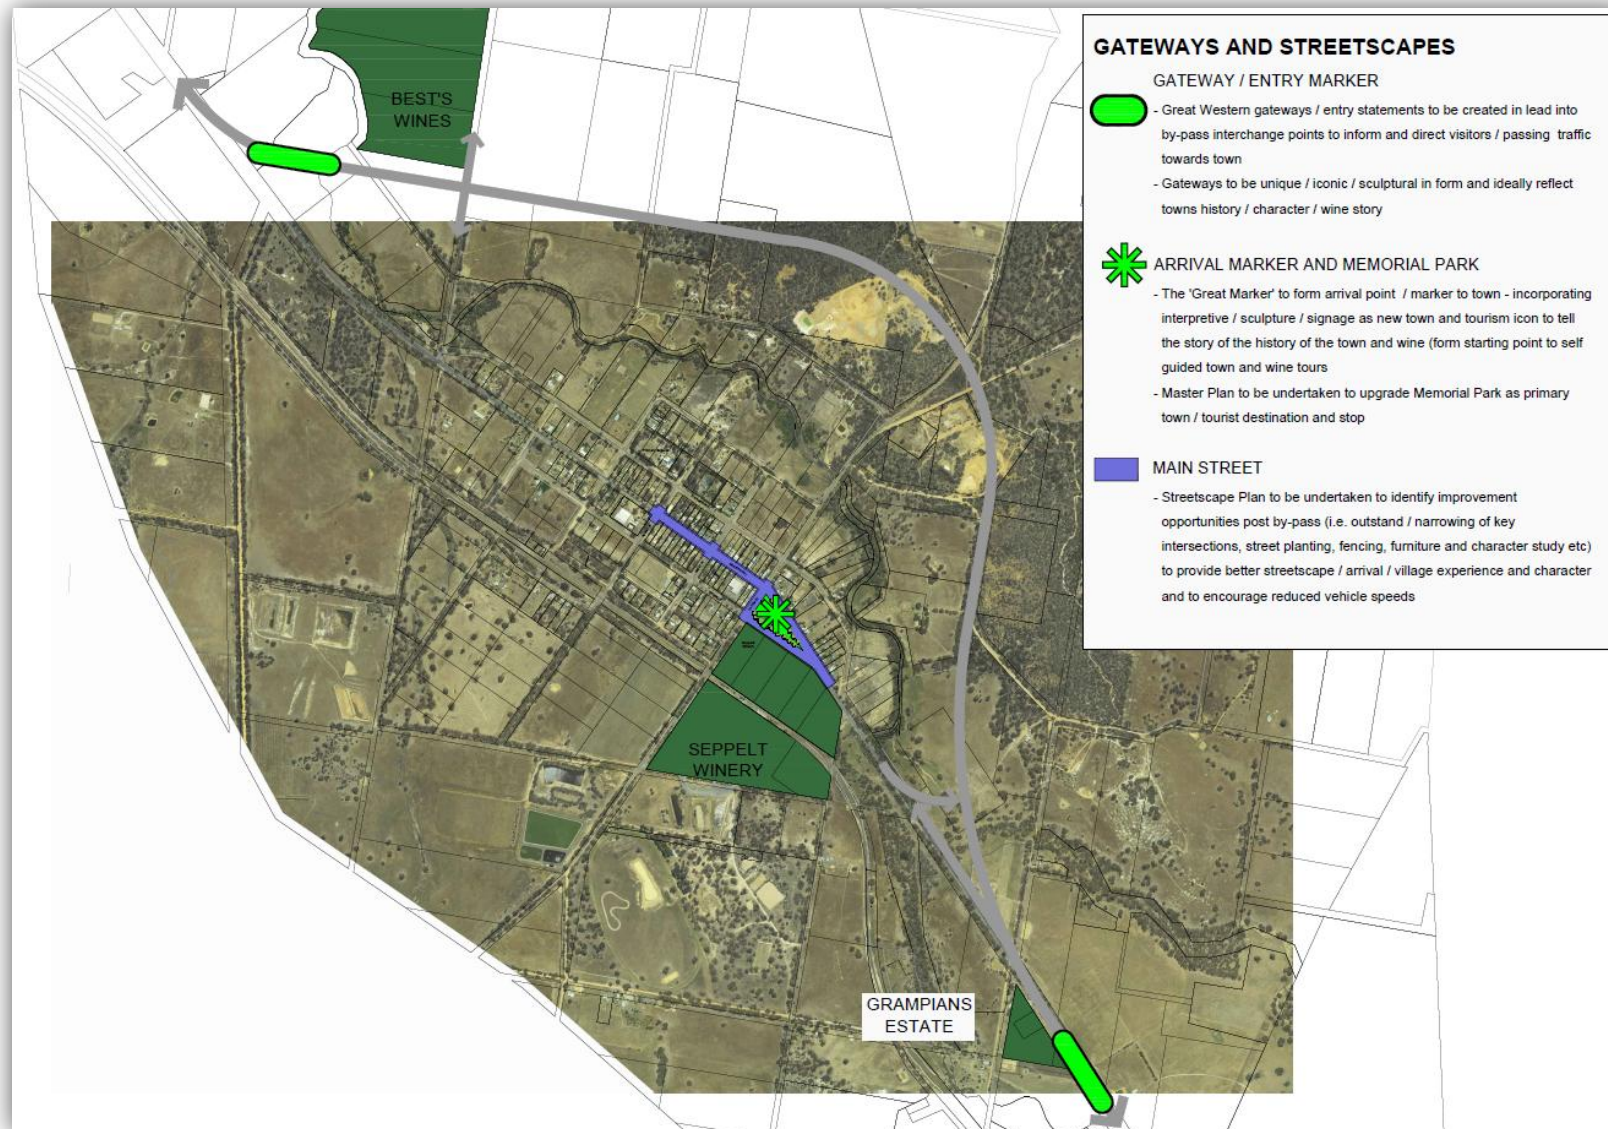 GATEWAYS AND STREETSCAPES
GATEWAY / ENTRY MARKER
- Great Western gateways / entry statements to be created in lead into
by-pass interchange points to inform and direct visitors / passing traffic
towards town
- Gateways to be unique / iconic / sculptural in form and ideally reflect
towns history / character / wine story
ARRIVAL MARKER AND MEMORIAL PARK
- The 'Great Marker' to form arrival point / marker to town - incorporating
interpretive / sculpture / signage as new town and tourism icon to tell
the story of the history of the town and wine (form starting point to self
guided town and wine tours
- Master Plan to be undertaken to upgrade Memorial Park as primary
town / tourist destination and stop
MAIN STREET
- Streetscape Plan to be undertaken to identify improvement
opportunities post by-pass (i.e. outstand / narrowing of key
intersections, street planting, fencing, furniture and character study etc)
to provide better streetscape / arrival / village experience and character
and to encourage reduced vehicle speeds
BEST'S
WINES
SEPPELT
WINERY
GRAMPIANS
ESTATE